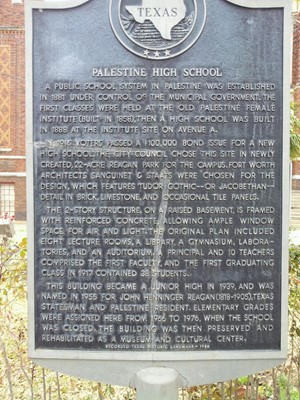 TEXAS
PALESTINE HIGH SCHOOL
A PUBLIC SCHOOL SYSTEM IN PALESTINE WAS ESTABLISHED
IN 1881 UNDER CONTROL OF THE MUNICIPAL GOVERNMENT. THE
FIRST CLASSES WERE HELD AT THE OLD PALESTINE FEMALE
INSTITUTE (BUILT IN 1858), THEN A HIGH SCHOOL WAS BUILT
IN 1888 AT THE INSTITUTE SITE ON AVENUE A.
VOTERS PASSED A $100,000 BOND ISSUE FOR A NEW
HIGH SCHOOL. THE CITY COUNCIL CHOSE THIS SITE IN NEWLY
CREATED, 22-ACRE REAGAN PARK FOR THE CAMPUS. FORT WORTH
ARCHITECTS SANGUINET & STAATS WERE CHOSEN FOR THE
DESIGN, WHICH FEATURES TUDOR GOTHIC--OR JACOBETHAN--
DETAIL IN BRICK, LIMESTONE, AND OCCASIONAL TILE PANELS.
THE 2-STORY STRUCTURE, ON A RAISED BASEMENT, IS FRAMED
WITH REINFORCED CONCRETE, ALLOWING AMPLE WINDOW
SPACE FOR AIR AND LIGHT. THE ORIGINAL PLAN INCLUDED
EIGHT LECTURE ROOMS, A LIBRARY, A GYMNASIUM, LABORA-
TORIES, AND AN AUDITORIUM. A PRINCIPAL AND 10 TEACHERS
COMPRISED THE FIRST FACULTY, AND THE FIRST GRADUATING
CLASS IN 1917 CONTAINED 38 STUDENTS.
THIS BUILDING BECAME A JUNIOR HIGH IN 1939, AND WAS
NAMED IN 1955 FOR JOHN HENNINGER REAGAN (1818-1905), TEXAS
STATESMAN AND PALESTINE RESIDENT. ELEMENTARY GRADES
WERE ASSIGNED HERE FROM 1966 TO 1976, WHEN THE SCHOOL
WAS CLOSED. THE BUILDING WAS THEN PRESERVED AND
REHABILITATED AS A MUSEUM AND CULTURAL CENTER.
RECORDED TEXAS HISTORIC LANDMARK - 1986